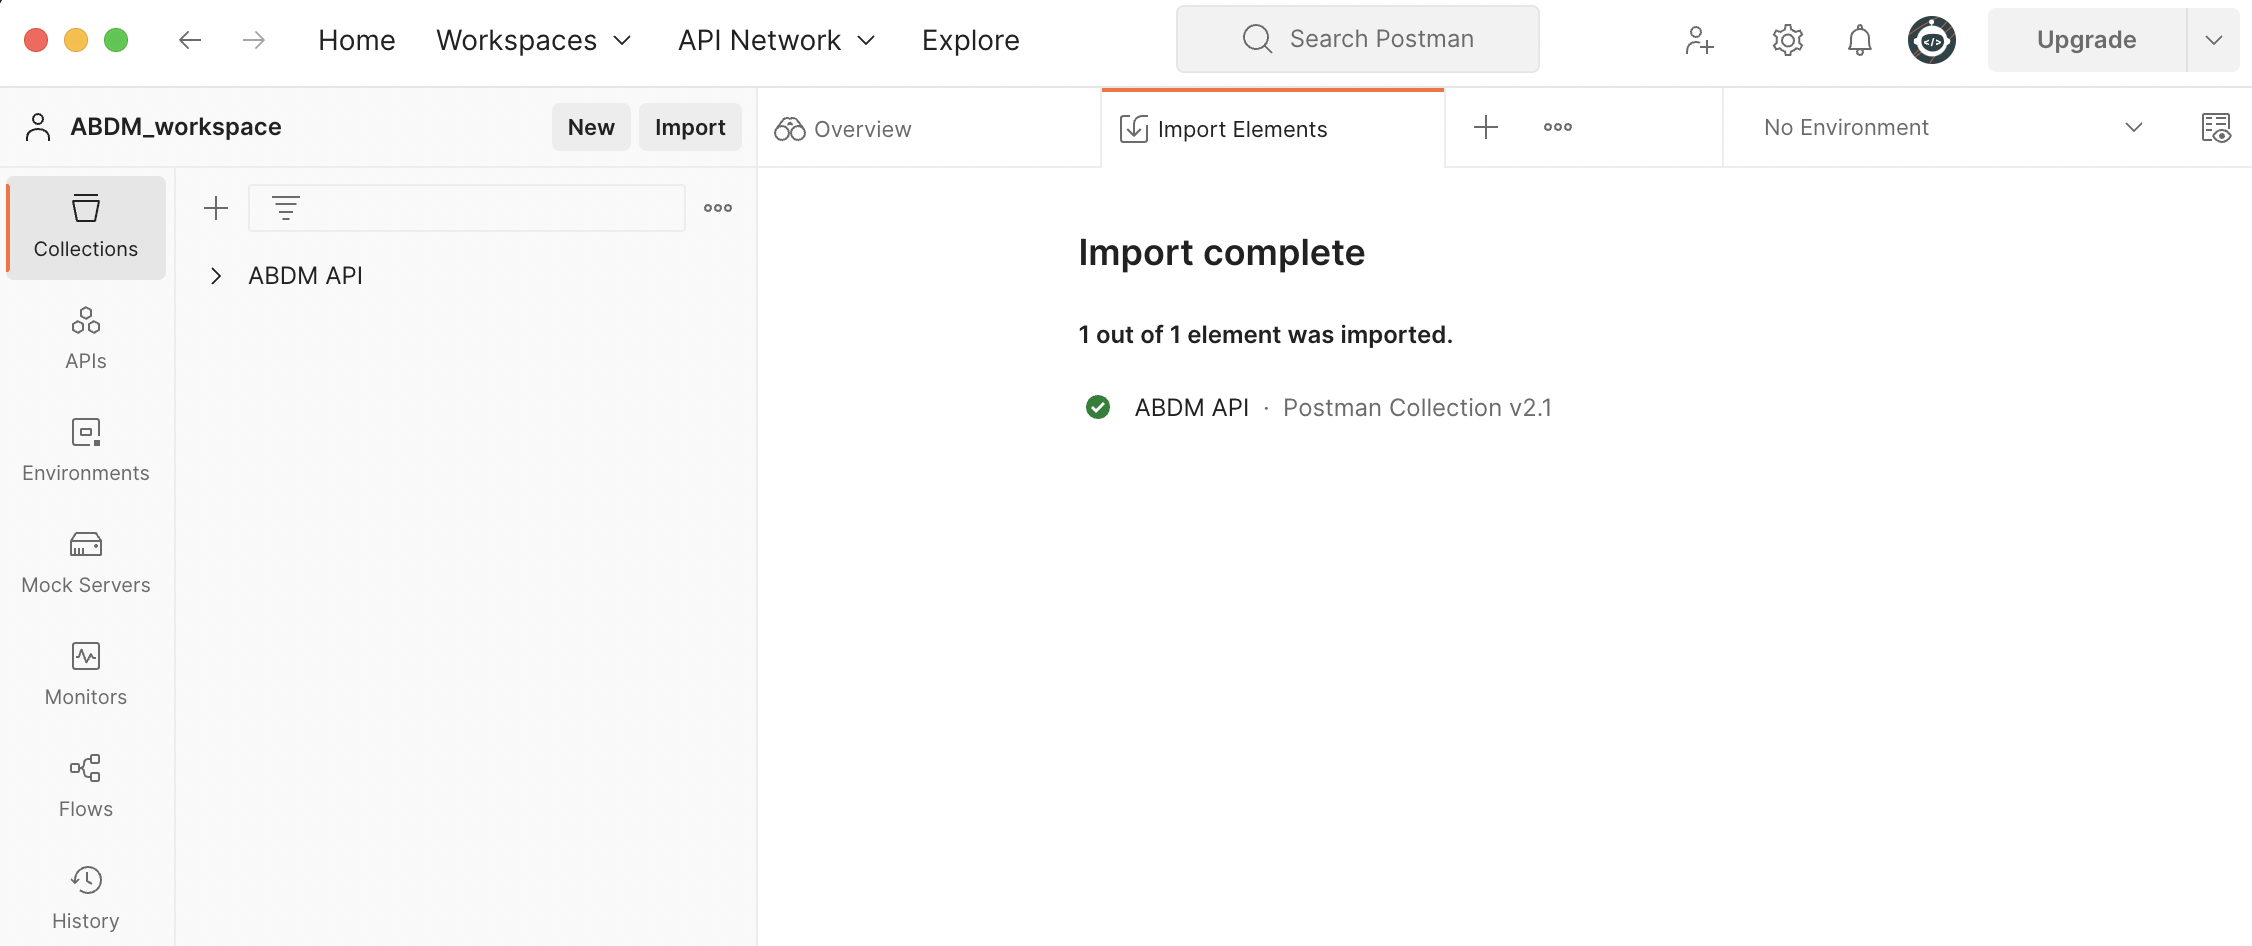 Home Workspaces API Network Explore Search Postman Upgrade
ABDM_workspace New Import Overview Import Elements No Environment
Collections
APIs
Environments
Mock Servers
Monitors
Flows
History
ABDM API
Import complete
1 out of 1 element was imported.
ABDM API · Postman Collection v2.1